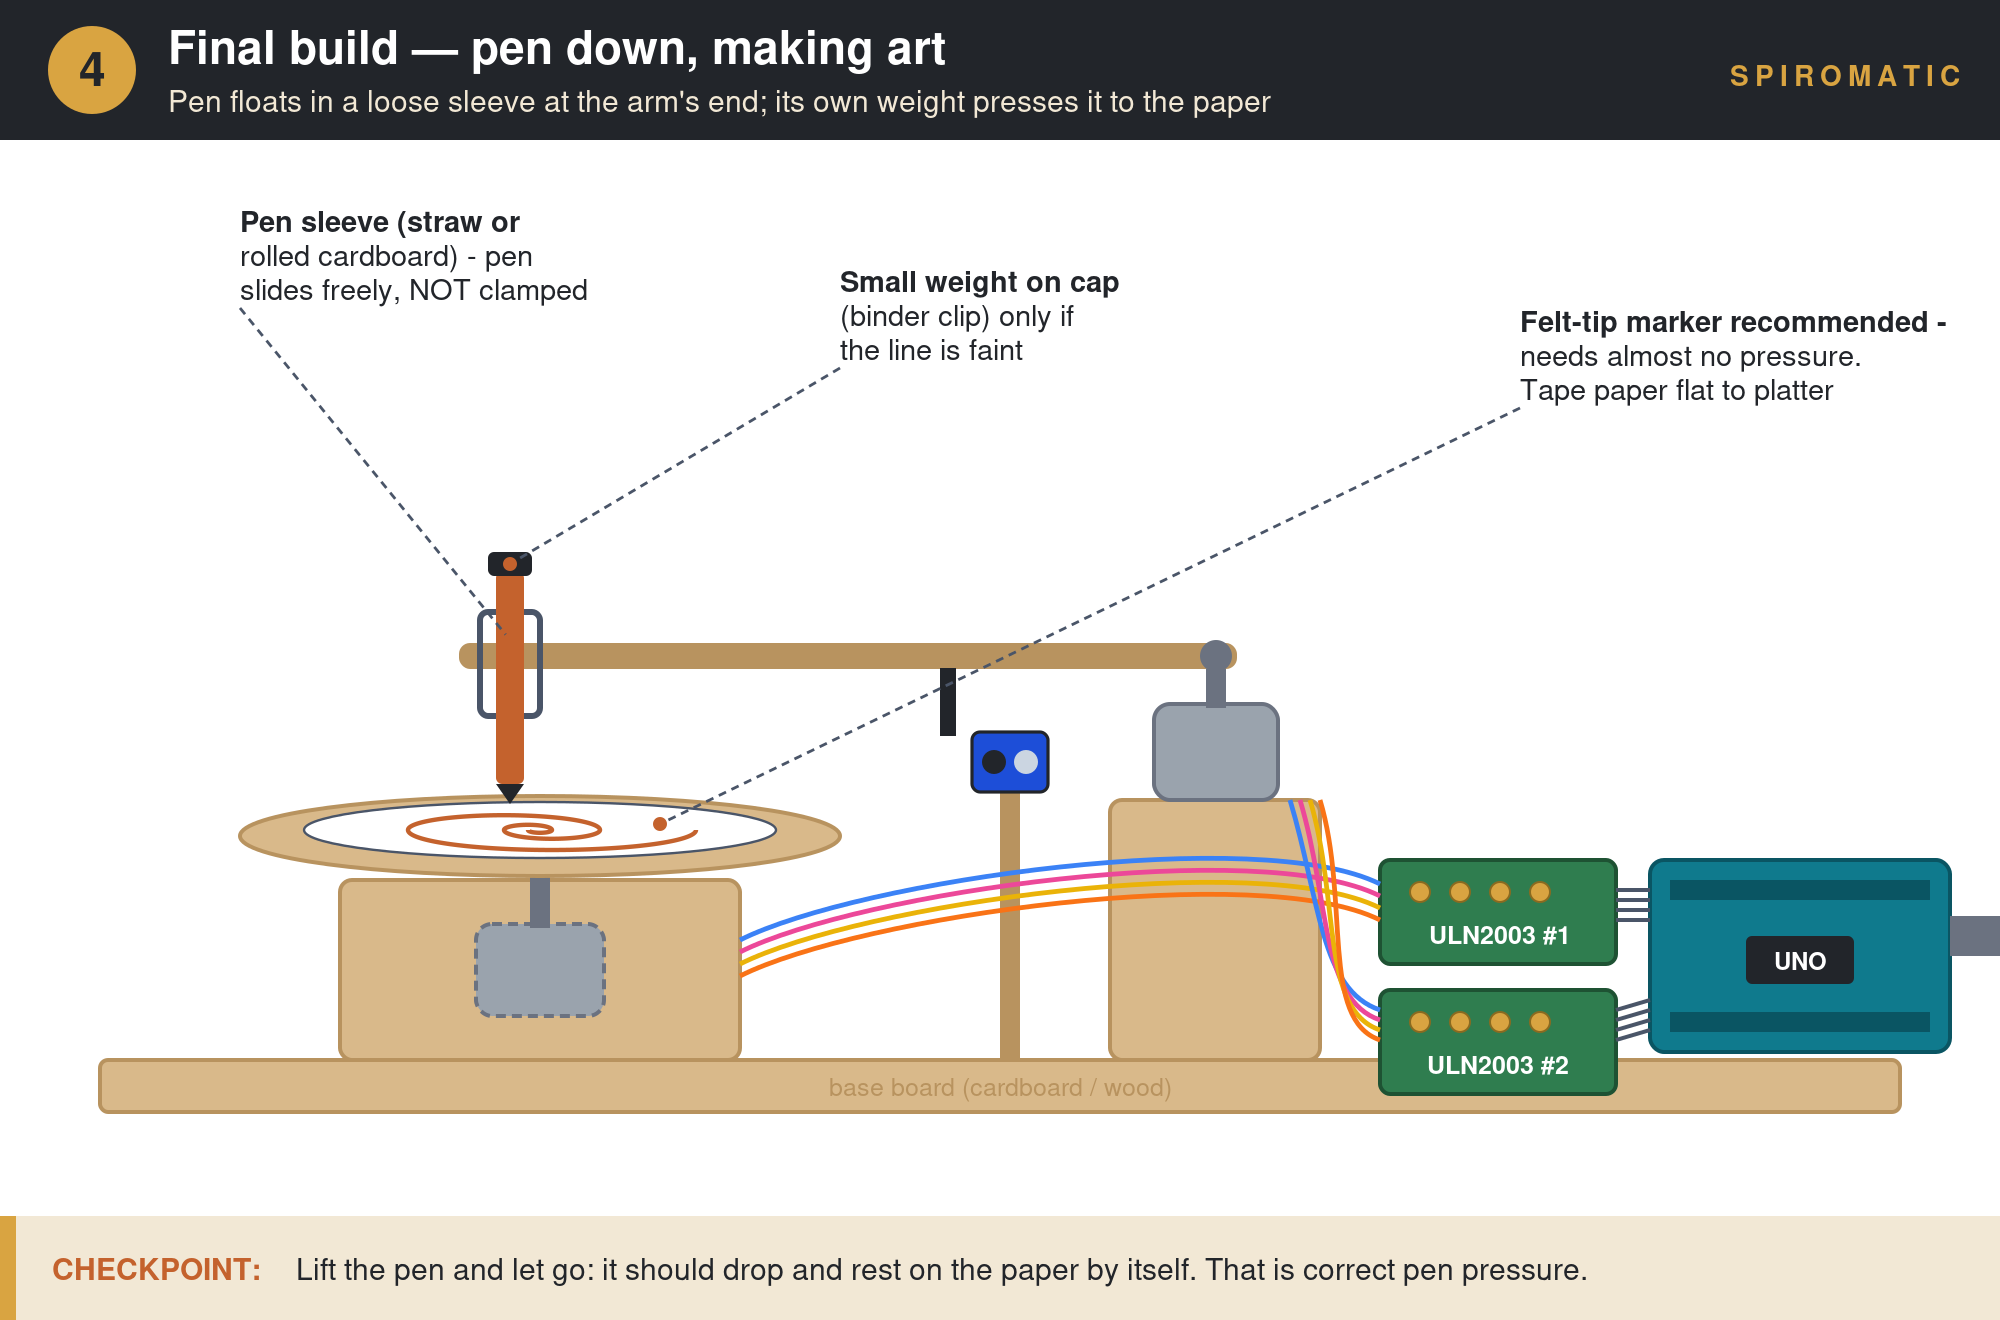 4
Final build — pen down, making art
Pen floats in a loose sleeve at the arm's end; its own weight presses it to the paper
SPIROMATIC
Pen sleeve (straw or
rolled cardboard) - pen
slides freely, NOT clamped
Small weight on cap
(binder clip) only if
the line is faint
Felt-tip marker recommended -
needs almost no pressure.
Tape paper flat to platter
ULN2003 #1
UNO
ULN2003 #2
base board (cardboard / wood)
CHECKPOINT: Lift the pen and let go: it should drop and rest on the paper by itself. That is correct pen pressure.